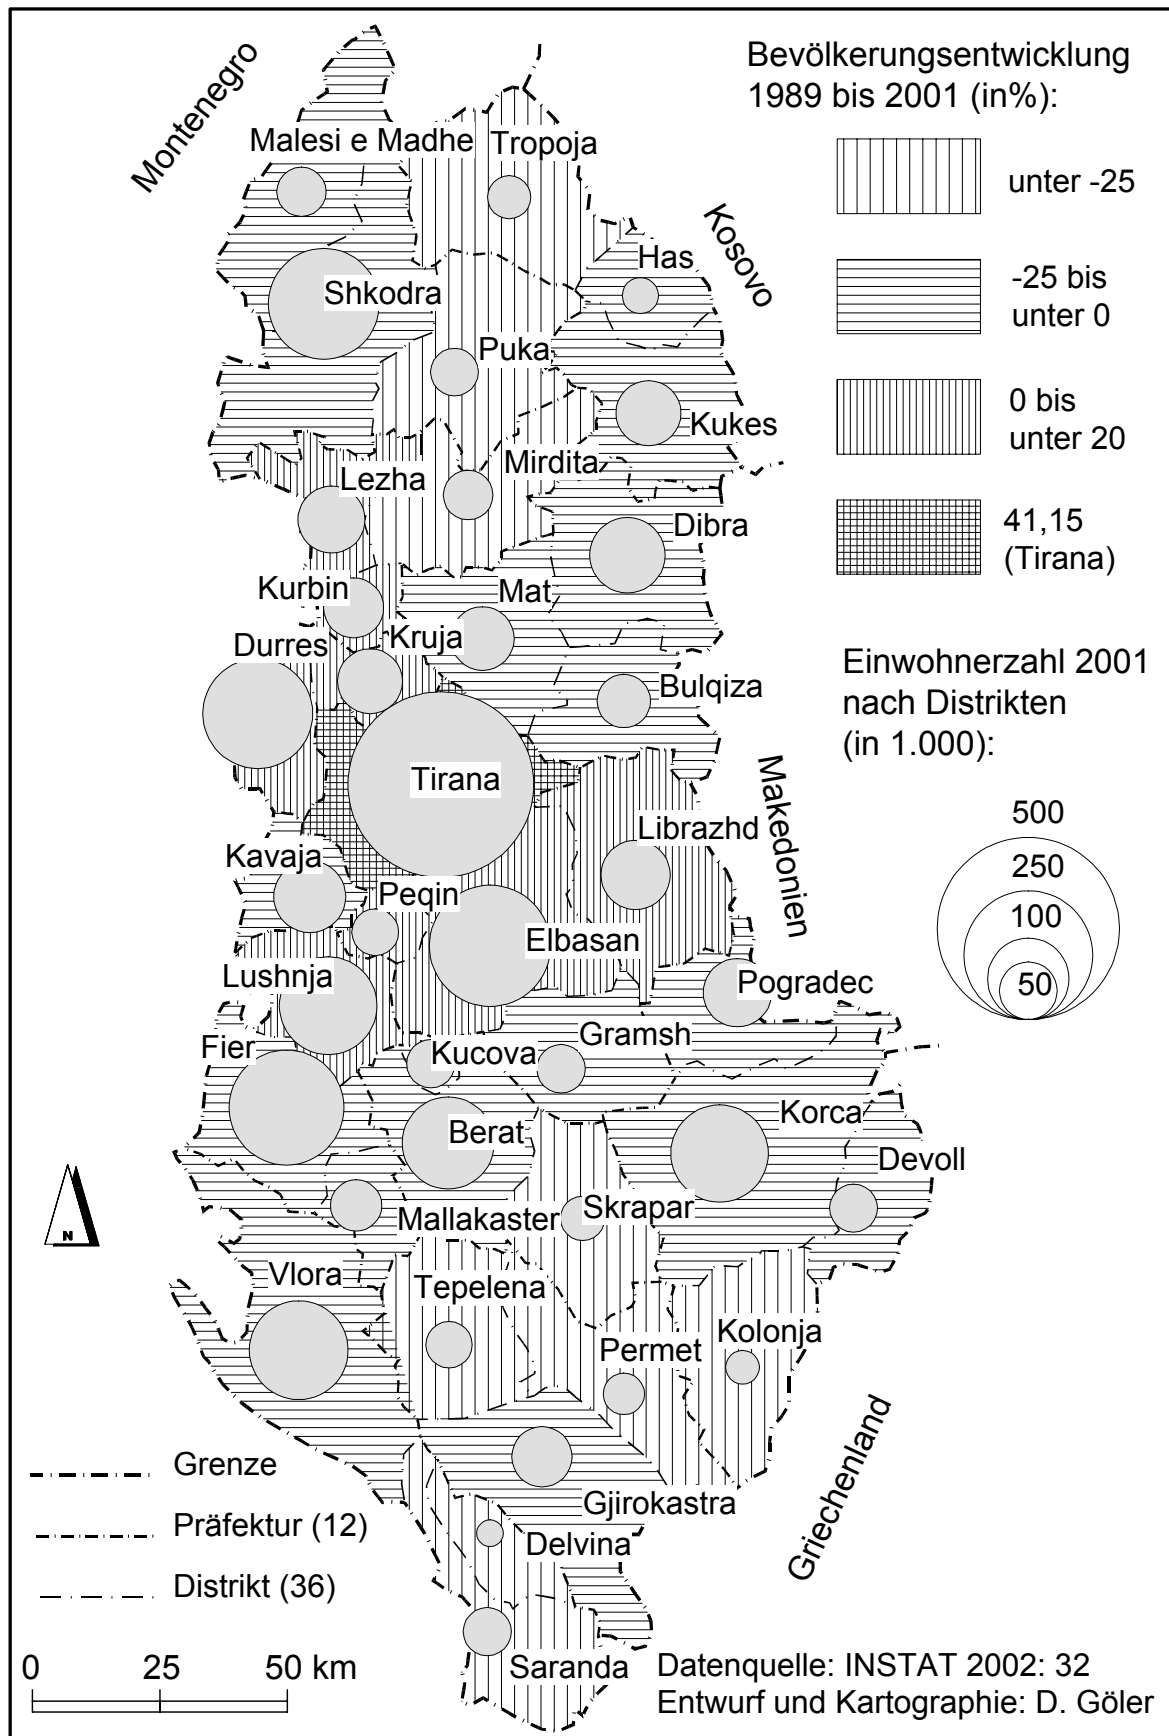 Montenegro
Malesi e Madhe
Tropoja
Has
Kosovo
Shkodra
Puka
Kukes
Mirdita
Lezha
Dibra
Kurbin
Mat
Kruja
Durres
Bulqiza
Tirana
Makedonien
Librazhd
Kavaja
Peqin
Elbasan
Lushnja
Pogradec
Fier
Kucova
Gramsh
Berat
Korca
Devoll
Mallakaster
Skrapar
Vlora
Tepelena
Permet
Kolonja
Gjirokastra
Griechenland
Delvina
Saranda
N
Bevölkerungsentwicklung
1989 bis 2001 (in%):
unter -25
-25 bis
unter 0
0 bis
unter 20
41,15
(Tirana)
Einwohnerzahl 2001
nach Distrikten
(in 1.000):
500
250
100
50
Grenze
Präfektur (12)
Distrikt (36)
0 25 50 km
Datenquelle: INSTAT 2002: 32
Entwurf und Kartographie: D. Göler